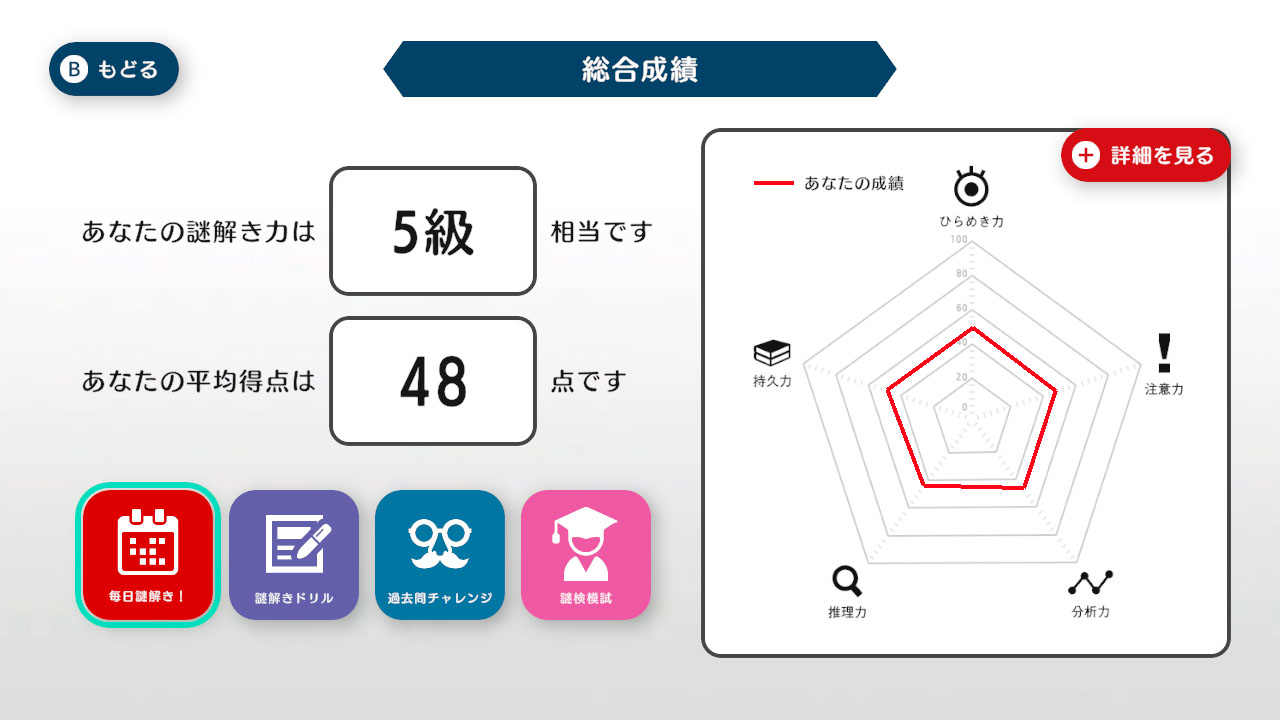 B もどる
総合成績
あなたの謎解き力は 5級 相当です
あなたの平均得点は 48 点です
毎日謎解き！
謎解きドリル
過去問チャレンジ
謎検模試
+ 詳細を見る
あなたの成績
ひらめき力
100
80
60
40
20
0
持久力
注意力
推理力
分析力